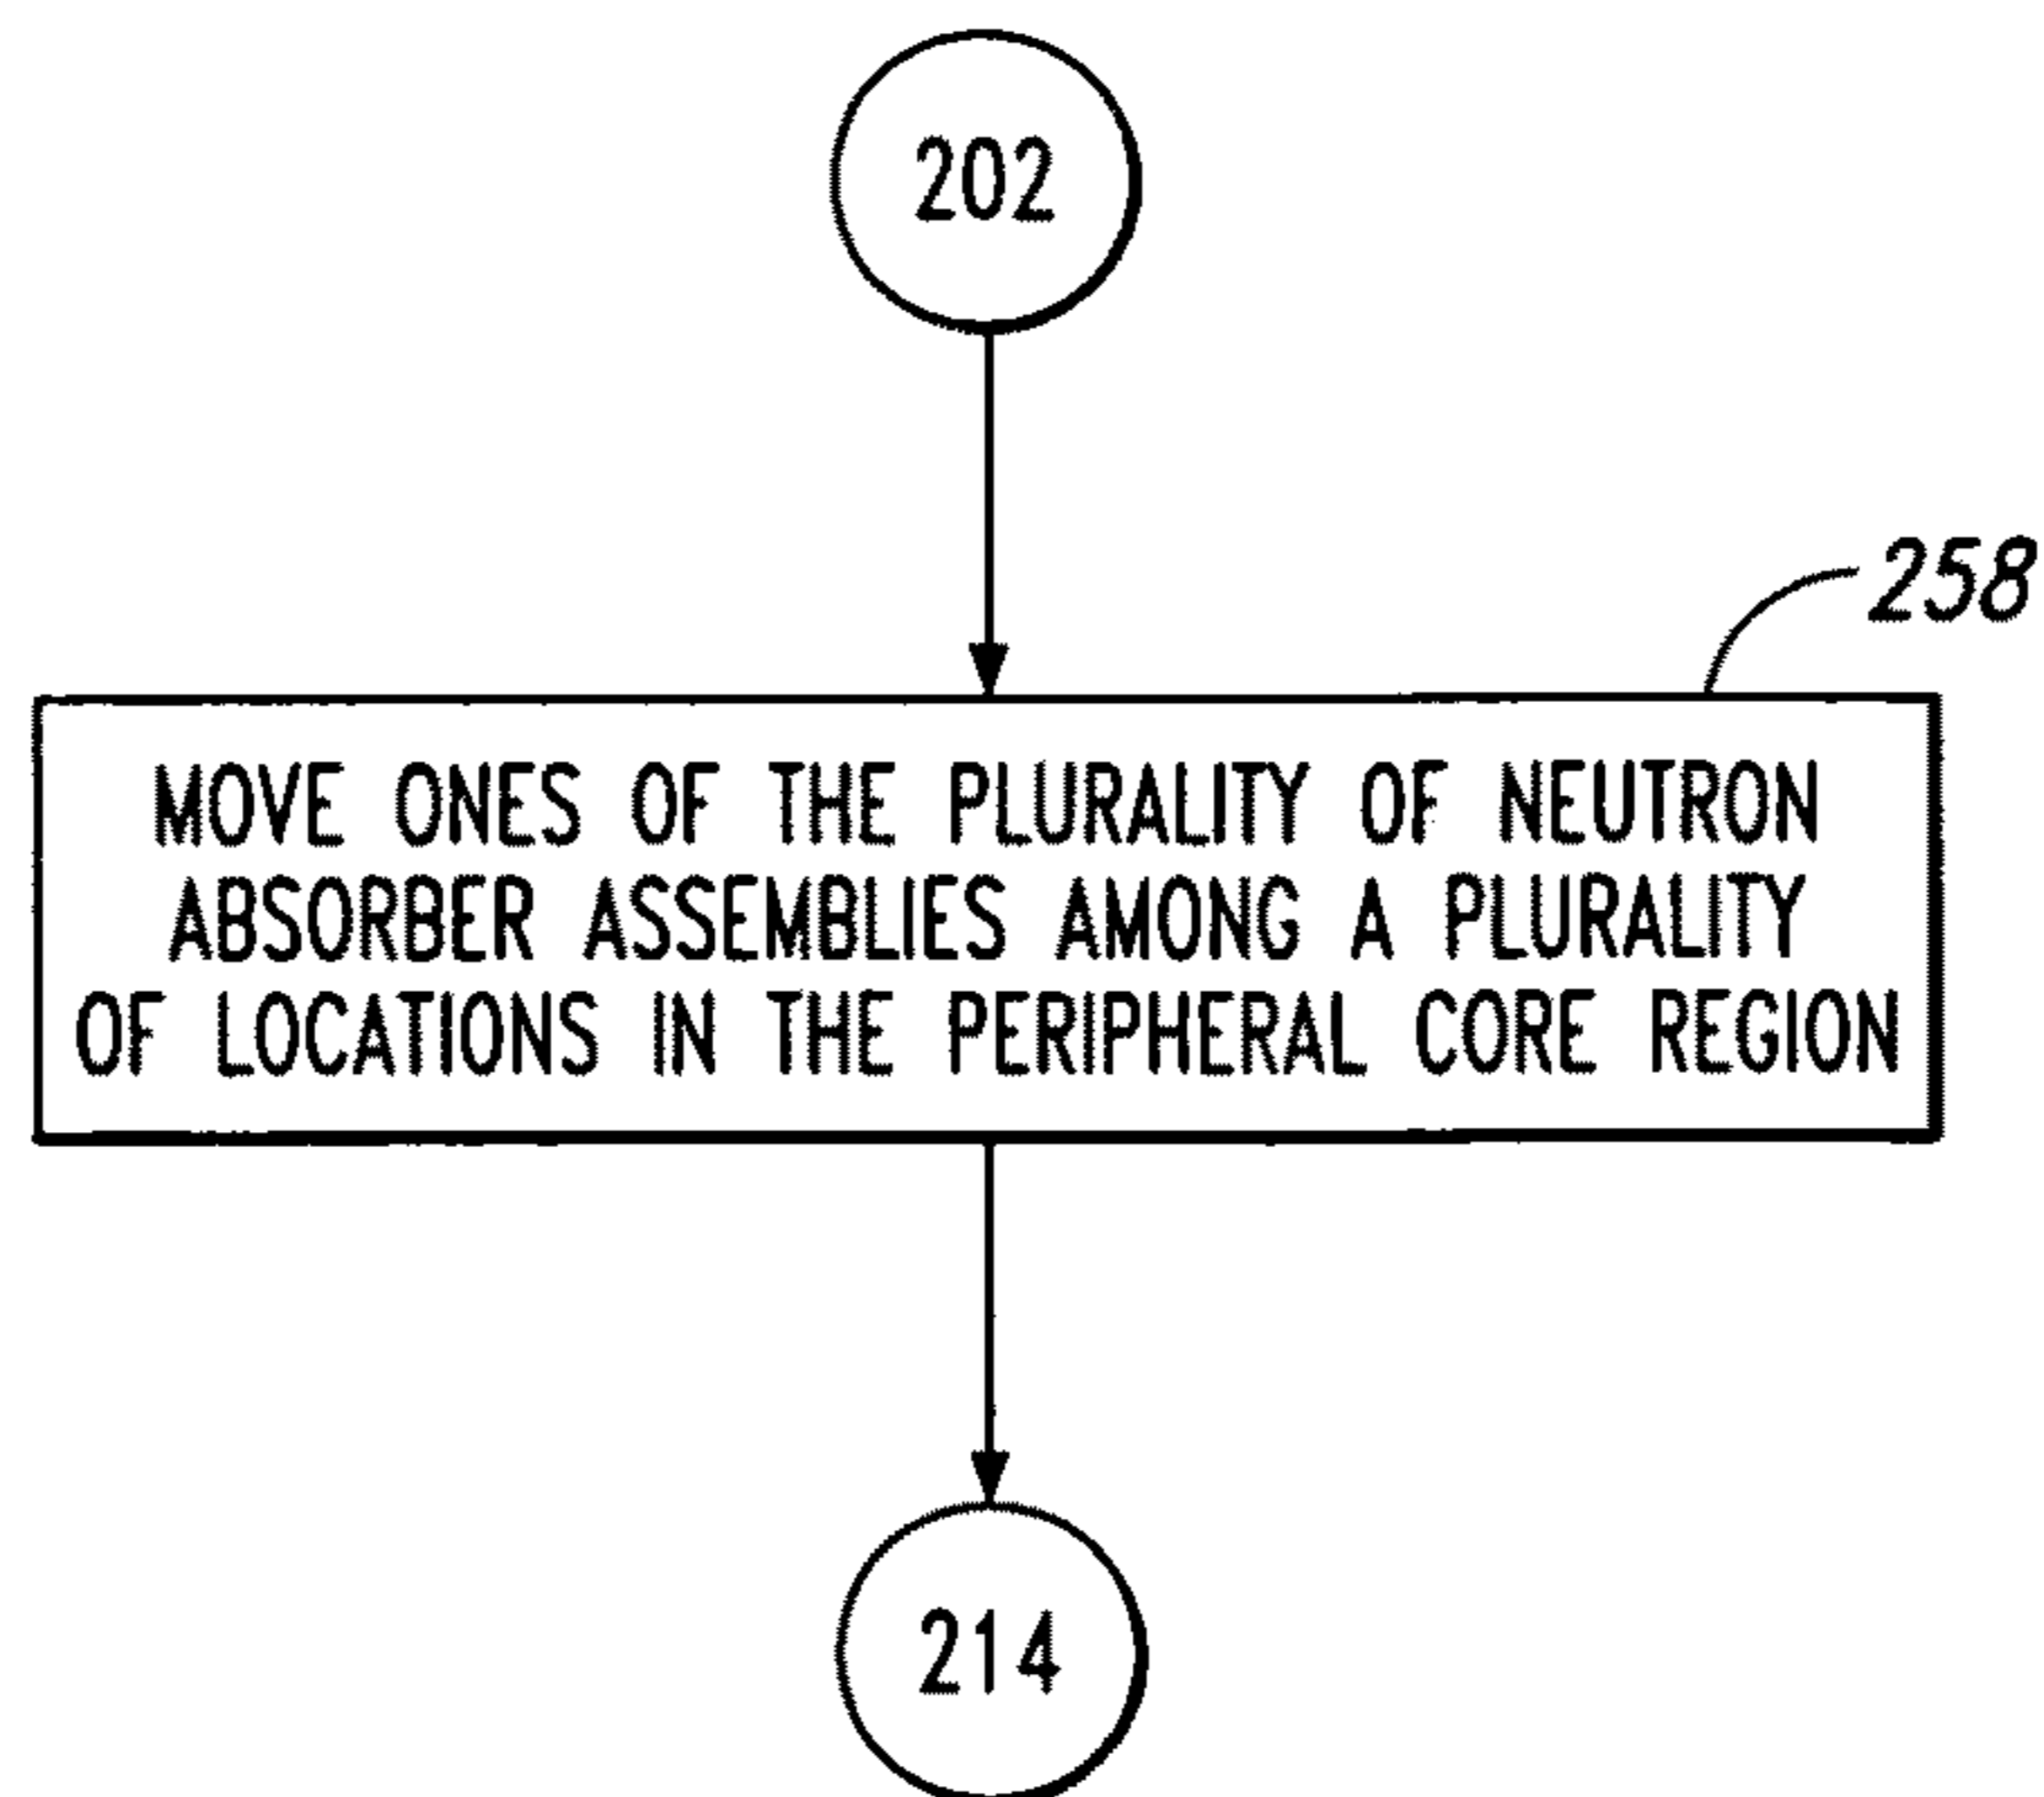 202
258
MOVE ONES OF THE PLURALITY OF NEUTRON
ABSORBER ASSEMBLIES AMONG A PLURALITY
OF LOCATIONS IN THE PERIPHERAL CORE REGION
214